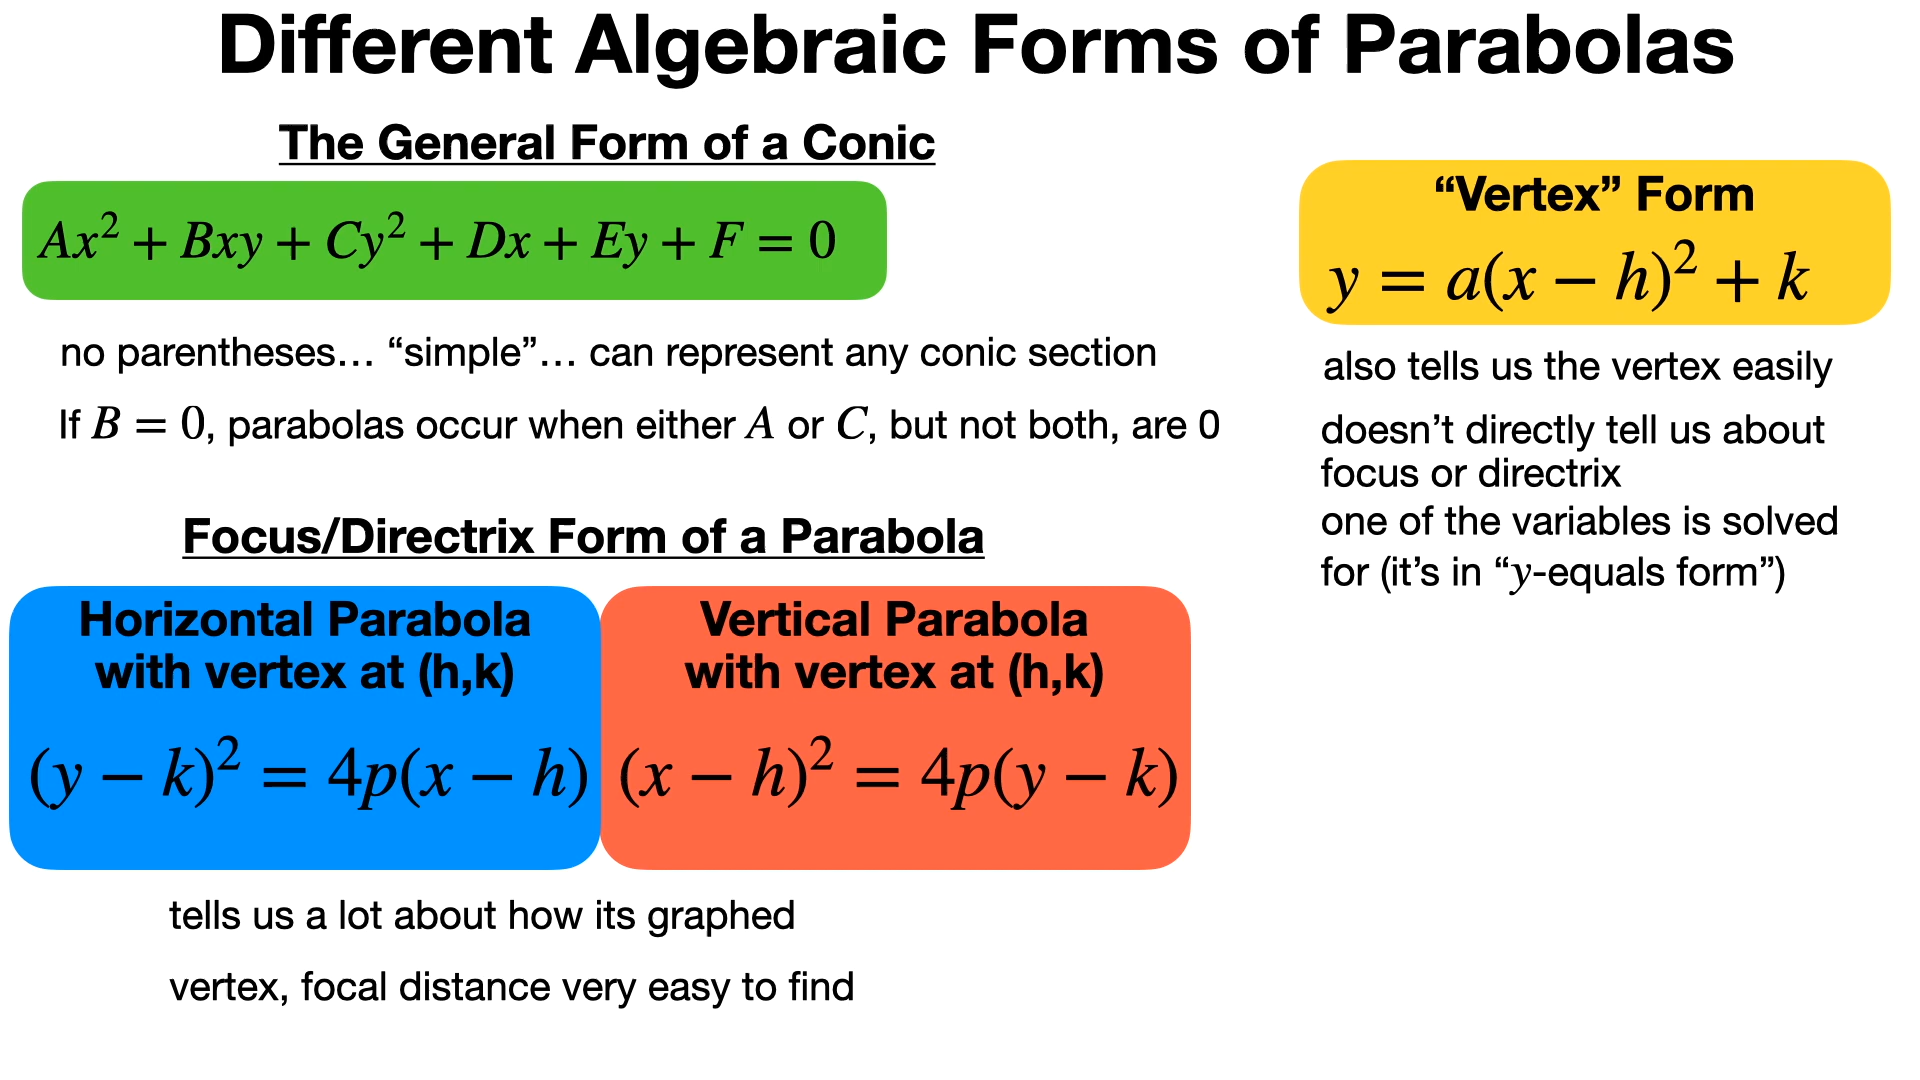 Different Algebraic Forms of Parabolas
The General Form of a Conic
Ax² + Bxy + Cy² + Dx + Ey + F = 0
no parentheses… “simple”… can represent any conic section
If B = 0, parabolas occur when either A or C, but not both, are 0
Focus/Directrix Form of a Parabola
Horizontal Parabola
with vertex at (h,k)
(y − k)² = 4p(x − h)
Vertical Parabola
with vertex at (h,k)
(x − h)² = 4p(y − k)
tells us a lot about how its graphed
vertex, focal distance very easy to find
“Vertex” Form
y = a(x − h)² + k
also tells us the vertex easily
doesn’t directly tell us about
focus or directrix
one of the variables is solved
for (it’s in “y-equals form”)